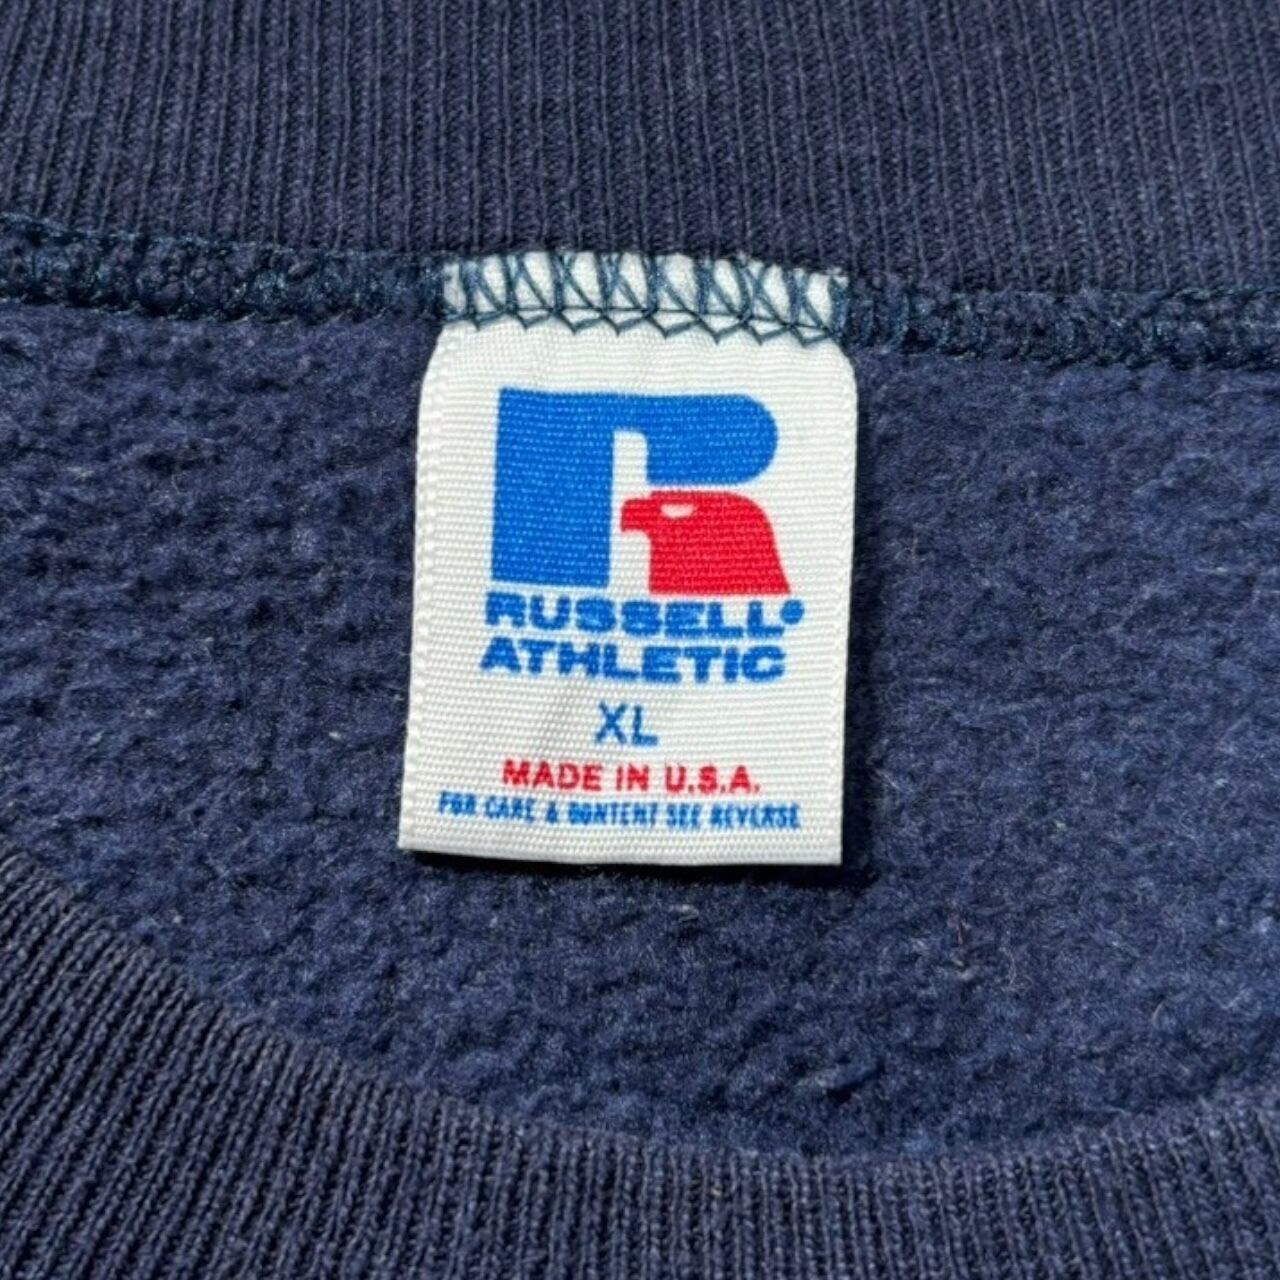 RUSSELL®
ATHLETIC
XL
MADE IN U.S.A.
FOR CARE & CONTENT SEE REVERSE